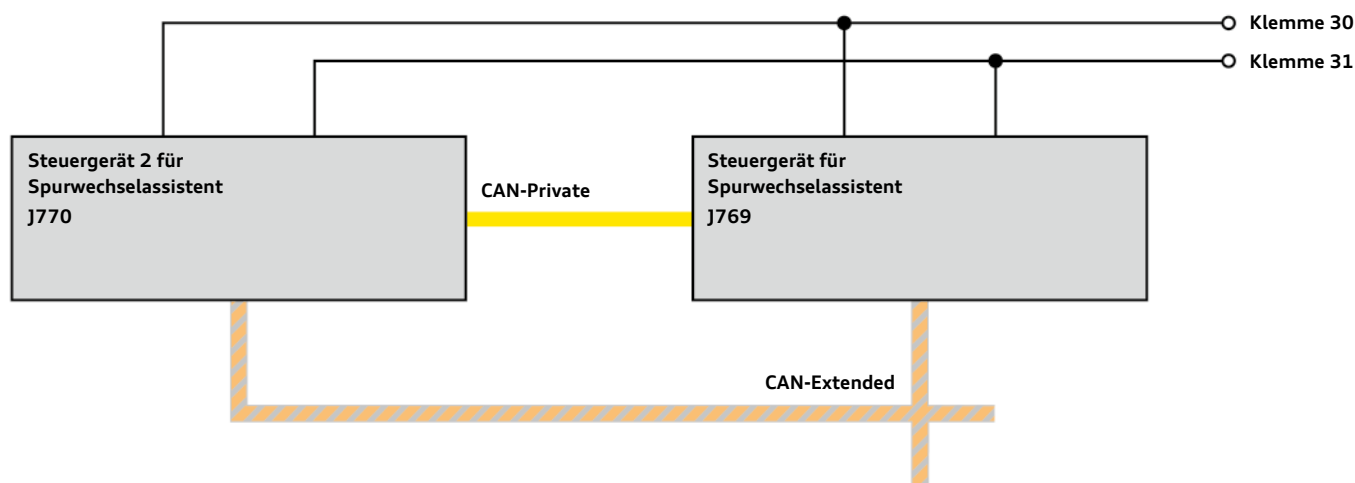 Klemme 30
Klemme 31
Steuergerät 2 für
Spurwechselassistent
J770
CAN-Private
Steuergerät für
Spurwechselassistent
J769
CAN-Extended